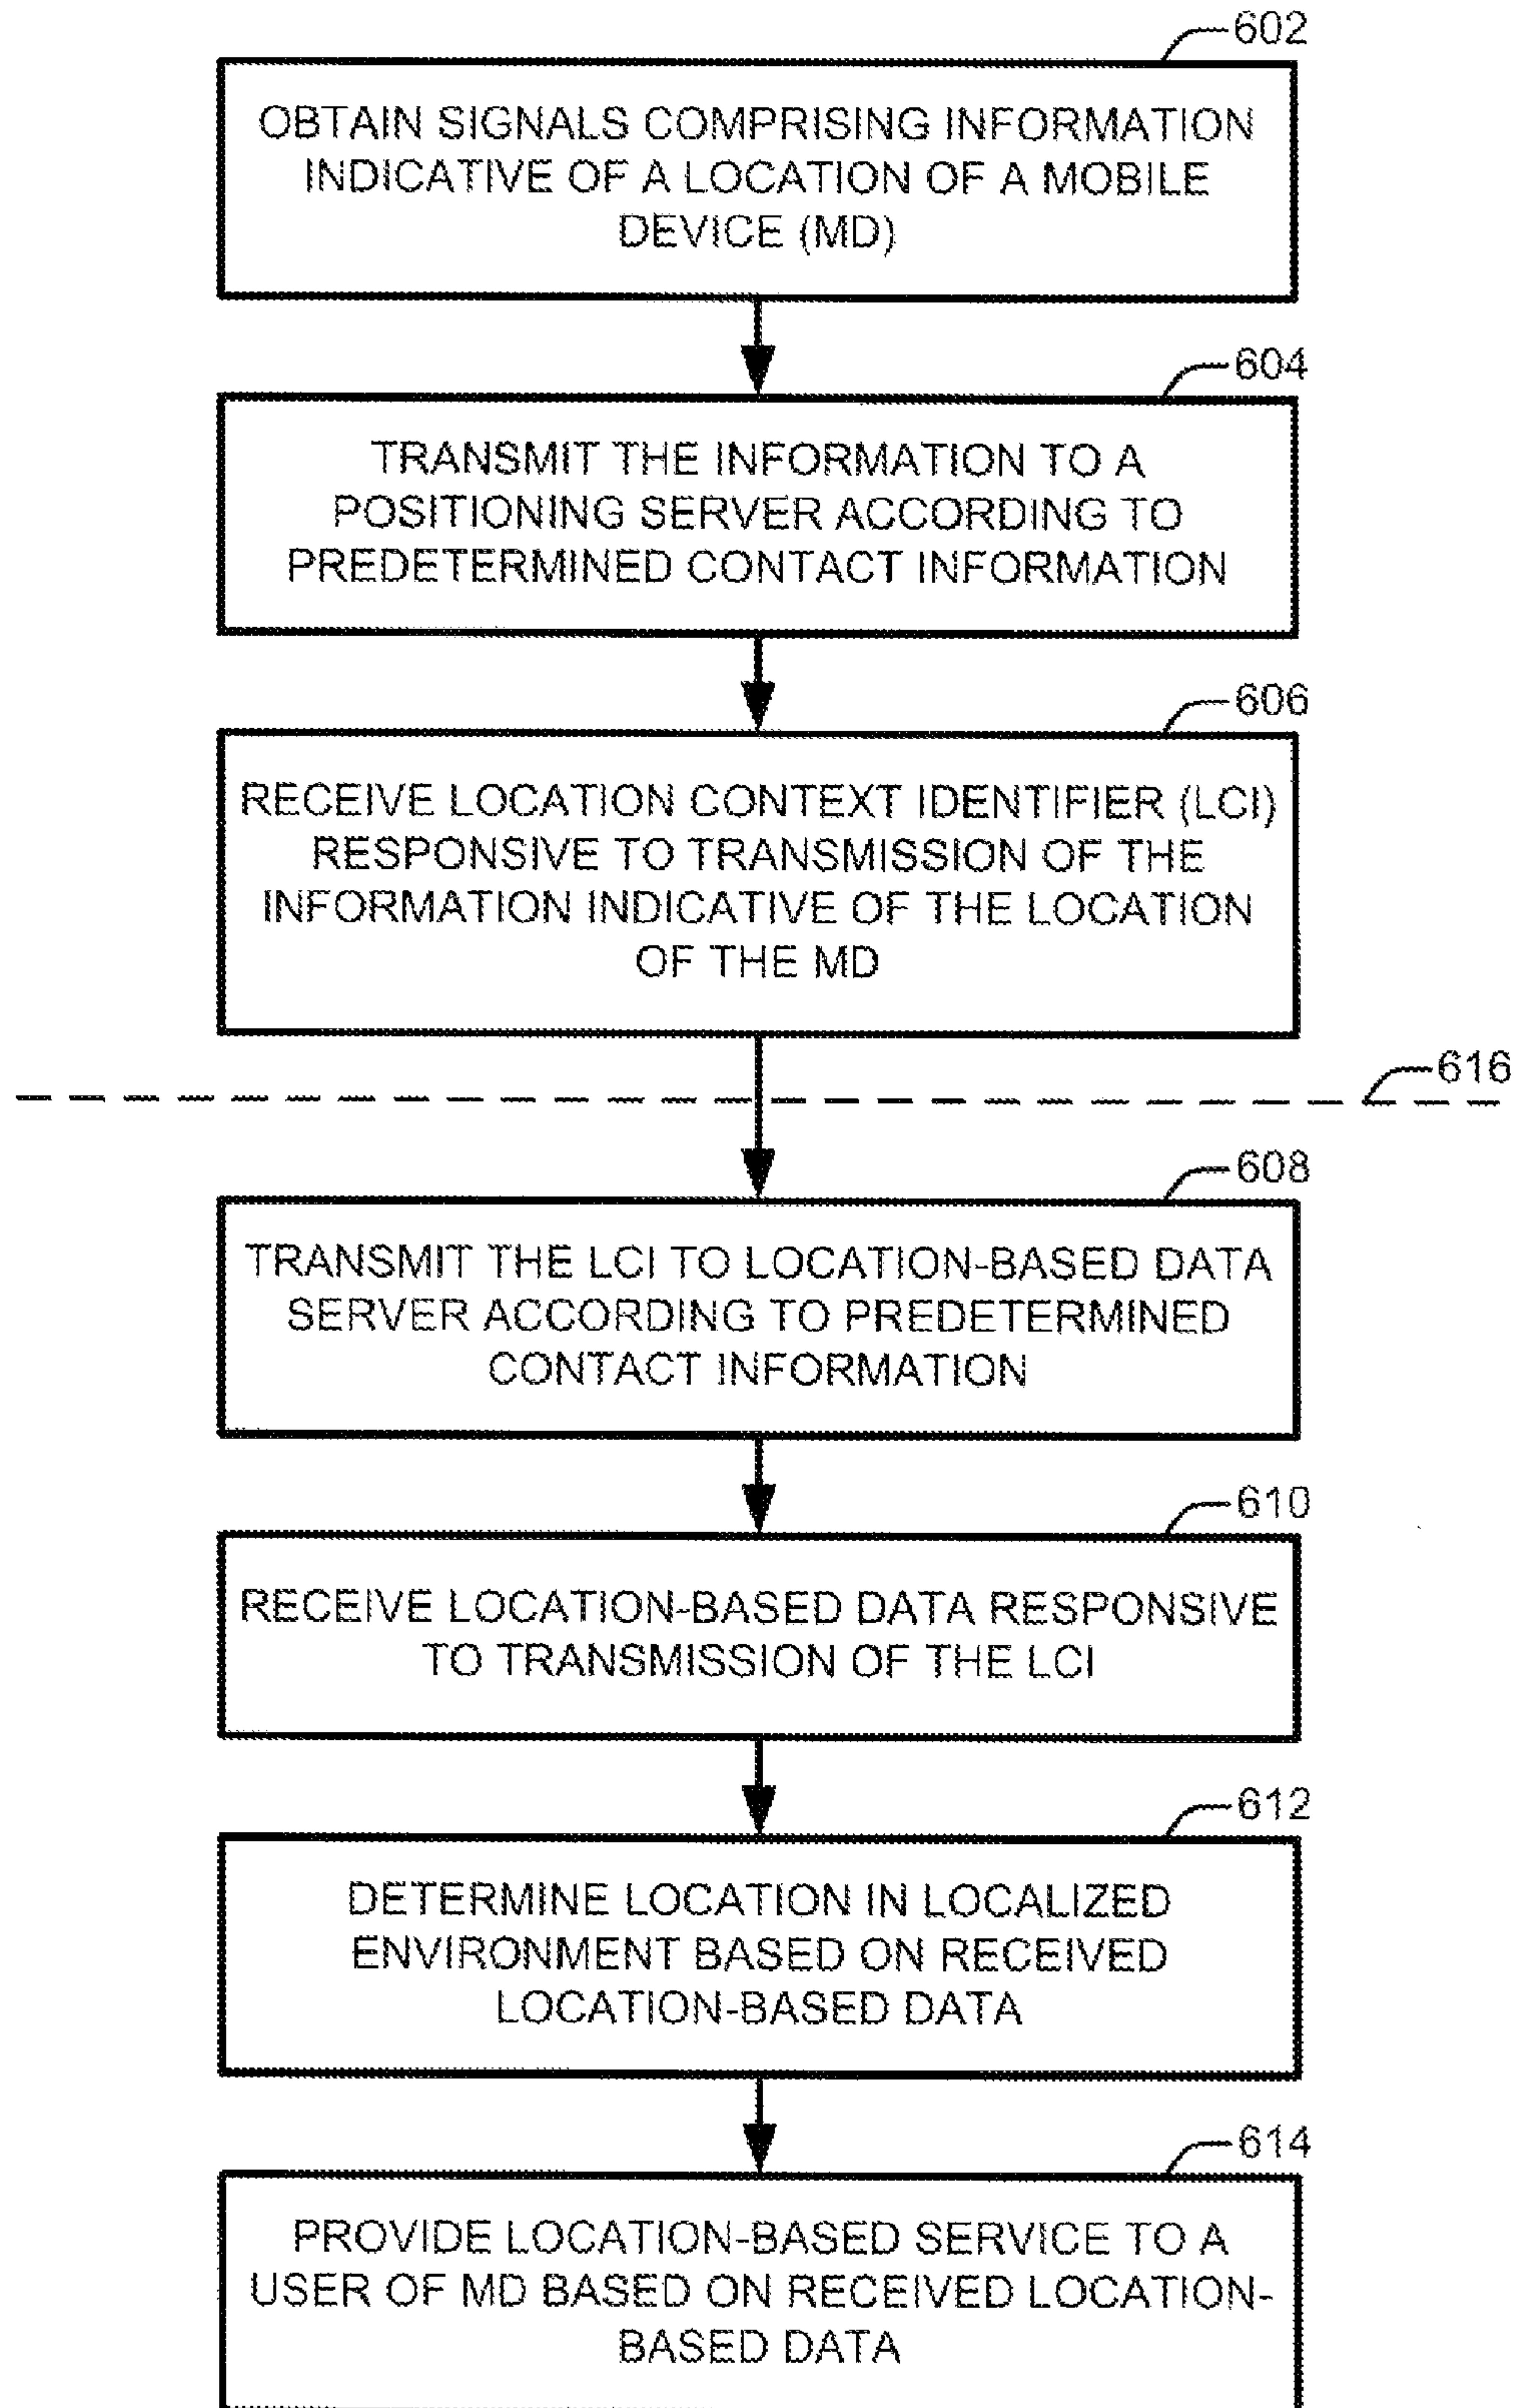 602
OBTAIN SIGNALS COMPRISING INFORMATION
INDICATIVE OF A LOCATION OF A MOBILE
DEVICE (MD)
604
TRANSMIT THE INFORMATION TO A
POSITIONING SERVER ACCORDING TO
PREDETERMINED CONTACT INFORMATION
606
RECEIVE LOCATION CONTEXT IDENTIFIER (LCI)
RESPONSIVE TO TRANSMISSION OF THE
INFORMATION INDICATIVE OF THE LOCATION
OF THE MD
616
608
TRANSMIT THE LCI TO LOCATION-BASED DATA
SERVER ACCORDING TO PREDETERMINED
CONTACT INFORMATION
610
RECEIVE LOCATION-BASED DATA RESPONSIVE
TO TRANSMISSION OF THE LCI
612
DETERMINE LOCATION IN LOCALIZED
ENVIRONMENT BASED ON RECEIVED
LOCATION-BASED DATA
614
PROVIDE LOCATION-BASED SERVICE TO A
USER OF MD BASED ON RECEIVED LOCATION-
BASED DATA